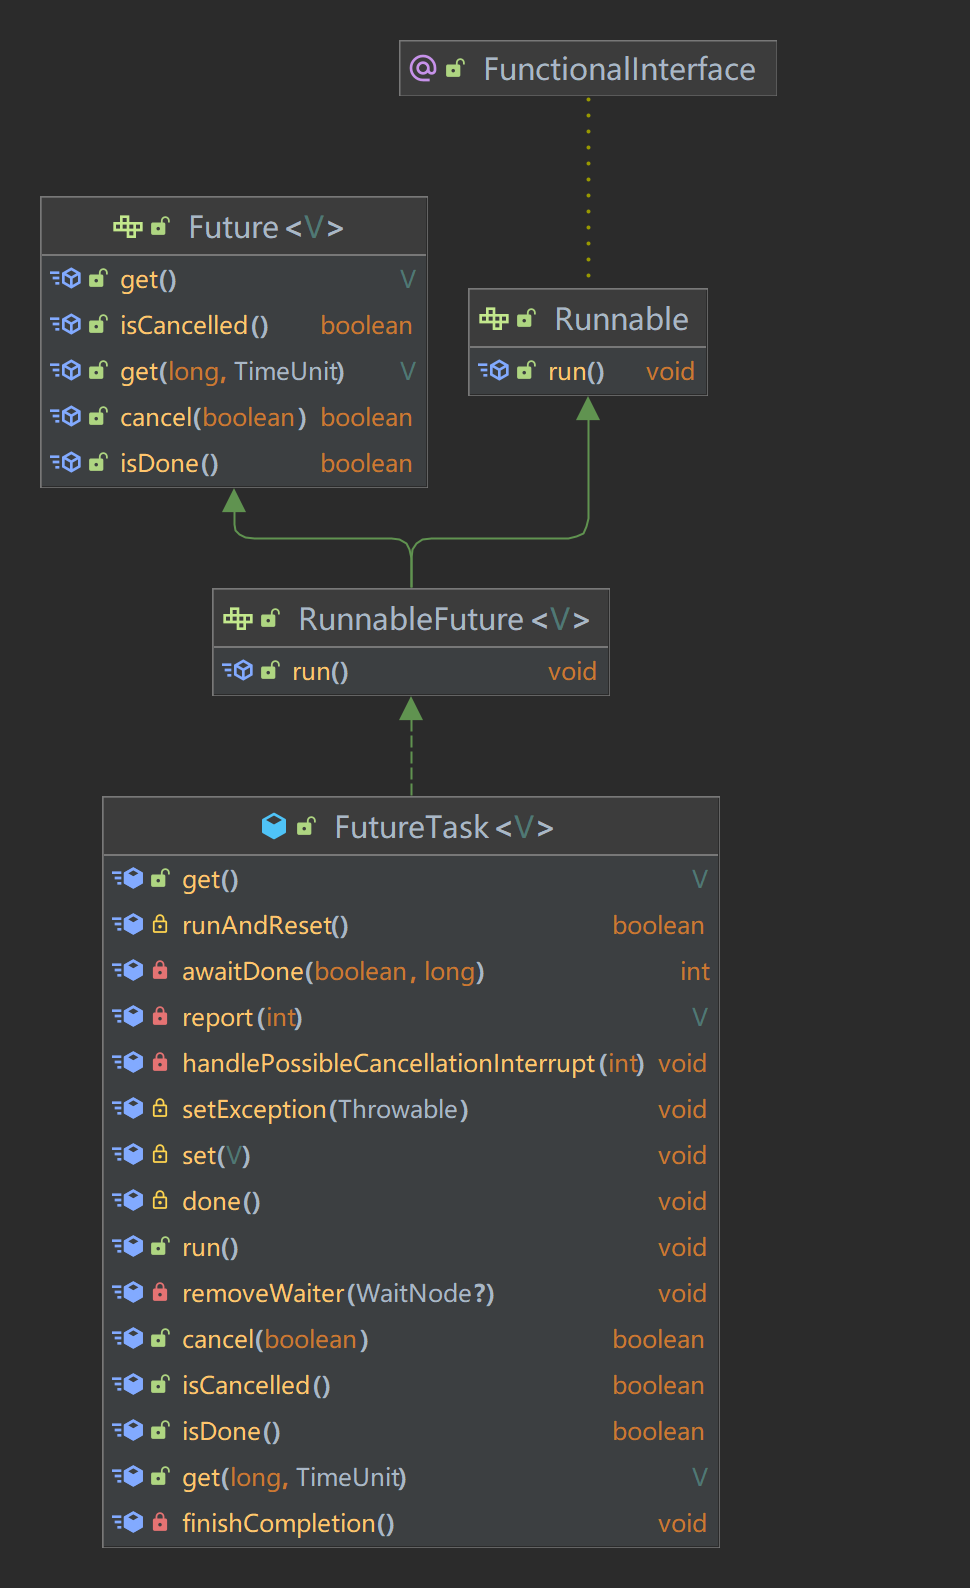 FunctionalInterface
Future<V>
get() V
isCancelled() boolean
get(long, TimeUnit) V
cancel(boolean) boolean
isDone() boolean
Runnable
run() void
RunnableFuture<V>
run() void
FutureTask<V>
get() V
runAndReset() boolean
awaitDone(boolean, long) int
report(int) V
handlePossibleCancellationInterrupt(int) void
setException(Throwable) void
set(V) void
done() void
run() void
removeWaiter(WaitNode?) void
cancel(boolean) boolean
isCancelled() boolean
isDone() boolean
get(long, TimeUnit) V
finishCompletion() void